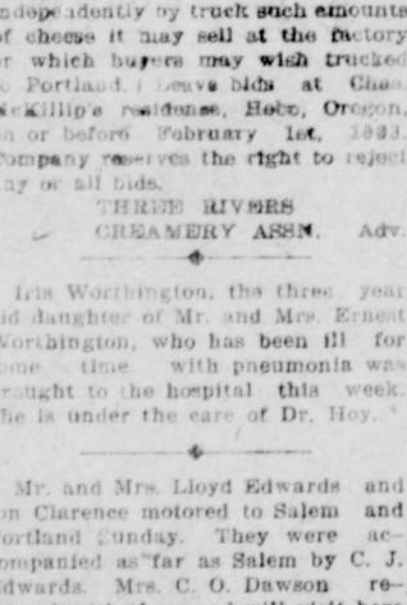 ndependently by truck such amounts
of cheese it may sell at the factory
or which buyers may wish trucked
o Portland. Leave bids at Chas.
McKillip's residense, Hebo, Oregon,
on or before February 1st, 1933.
Company reserves the right to reject
any or all bids.
THREE RIVERS
CREAMERY ASSN. Adv.
Iris Worthington, the three year
old daughter of Mr. and Mrs. Ernest
Worthington, who has been ill for
some time with pneumonia was
brought to the hospital this week.
She is under the care of Dr. Hoy.
Mr. and Mrs. Lloyd Edwards and
son Clarence motored to Salem and
Portland Sunday. They were ac-
companied as far as Salem by C. J.
Edwards. Mrs. C. O. Dawson re-